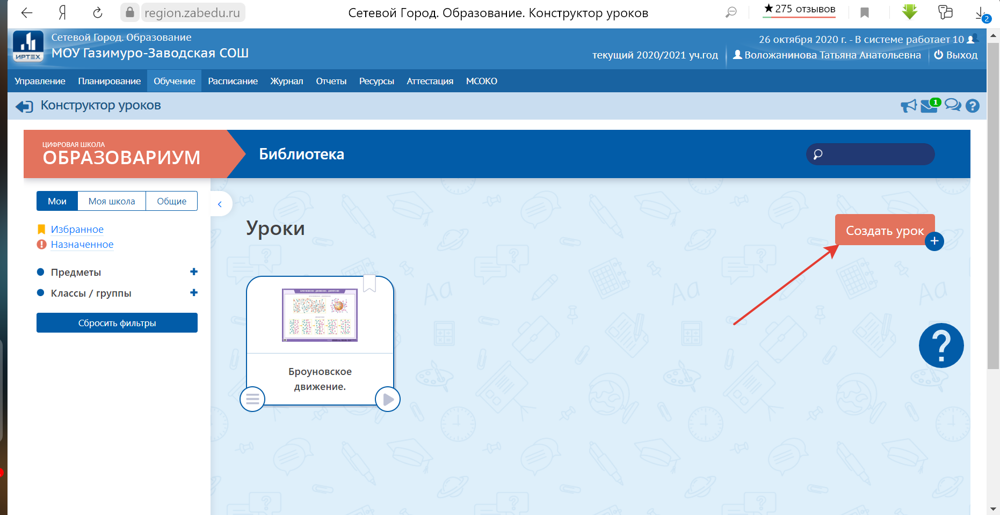 region.zabedu.ru
Сетевой Город. Образование. Конструктор уроков
★275 отзывов
2
Сетевой Город. Образование
МОУ Газимуро-Заводская СОШ
ИРТЕХ
26 октября 2020 г. - В системе работает 10
текущий 2020/2021 уч.год
Воложанинова Татьяна Анатольевна
Выход
Управление
Планирование
Обучение
Расписание
Журнал
Отчеты
Ресурсы
Аттестация
МСОКО
Конструктор уроков
1
?
ЦИФРОВАЯ ШКОЛА
ОБРАЗОВАРИУМ
Библиотека
Мои
Моя школа
Общие
Избранное
Назначенное
Предметы
Классы / группы
Сбросить фильтры
Уроки
Создать урок
+
Броуновское
движение.
?